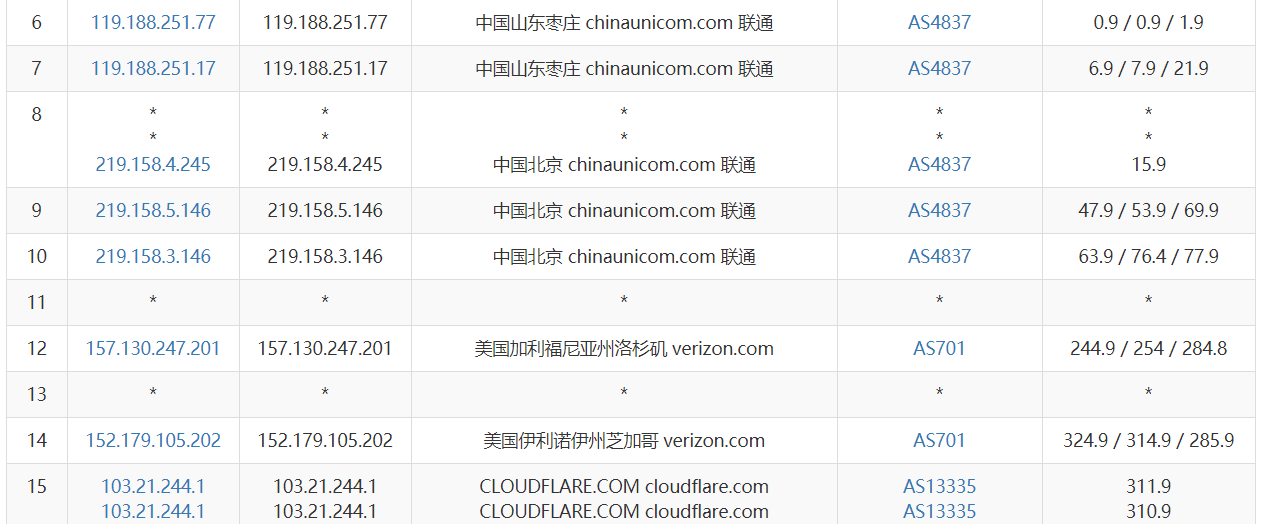 6 119.188.251.77 119.188.251.77 中国山东枣庄 chinaunicom.com 联通 AS4837 0.9 / 0.9 / 1.9
7 119.188.251.17 119.188.251.17 中国山东枣庄 chinaunicom.com 联通 AS4837 6.9 / 7.9 / 21.9
8 * * * * *
* * * * *
219.158.4.245 219.158.4.245 中国北京 chinaunicom.com 联通 AS4837 15.9
9 219.158.5.146 219.158.5.146 中国北京 chinaunicom.com 联通 AS4837 47.9 / 53.9 / 69.9
10 219.158.3.146 219.158.3.146 中国北京 chinaunicom.com 联通 AS4837 63.9 / 76.4 / 77.9
11 * * * * *
12 157.130.247.201 157.130.247.201 美国加利福尼亚州洛杉矶 verizon.com AS701 244.9 / 254 / 284.8
13 * * * * *
14 152.179.105.202 152.179.105.202 美国伊利诺伊州芝加哥 verizon.com AS701 324.9 / 314.9 / 285.9
15 103.21.244.1 103.21.244.1 CLOUDFLARE.COM cloudflare.com AS13335 311.9
103.21.244.1 103.21.244.1 CLOUDFLARE.COM cloudflare.com AS13335 310.9